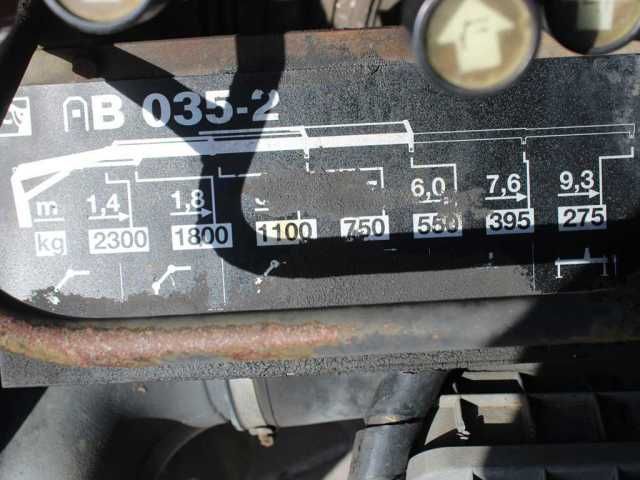 AB 035-2
m 1,4 1,8 6,0 7,6 9,3
kg 2300 1800 1100 750 550 395 275